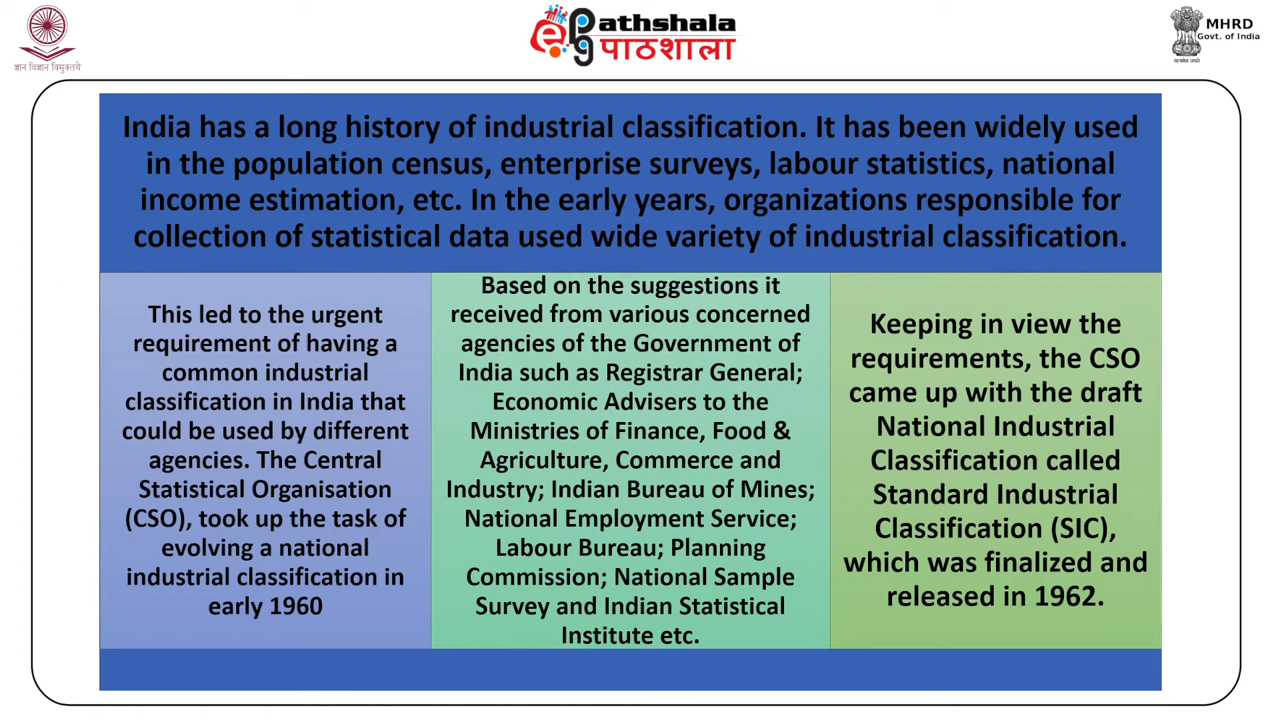 ज्ञान विज्ञान विमुक्तये
ePG Pathshala
पाठशाला
MHRD
Govt. of India
सत्यमेव जयते
India has a long history of industrial classification. It has been widely used
in the population census, enterprise surveys, labour statistics, national
income estimation, etc. In the early years, organizations responsible for
collection of statistical data used wide variety of industrial classification.
This led to the urgent
requirement of having a
common industrial
classification in India that
could be used by different
agencies. The Central
Statistical Organisation
(CSO), took up the task of
evolving a national
industrial classification in
early 1960
Based on the suggestions it
received from various concerned
agencies of the Government of
India such as Registrar General;
Economic Advisers to the
Ministries of Finance, Food &
Agriculture, Commerce and
Industry; Indian Bureau of Mines;
National Employment Service;
Labour Bureau; Planning
Commission; National Sample
Survey and Indian Statistical
Institute etc.
Keeping in view the
requirements, the CSO
came up with the draft
National Industrial
Classification called
Standard Industrial
Classification (SIC),
which was finalized and
released in 1962.